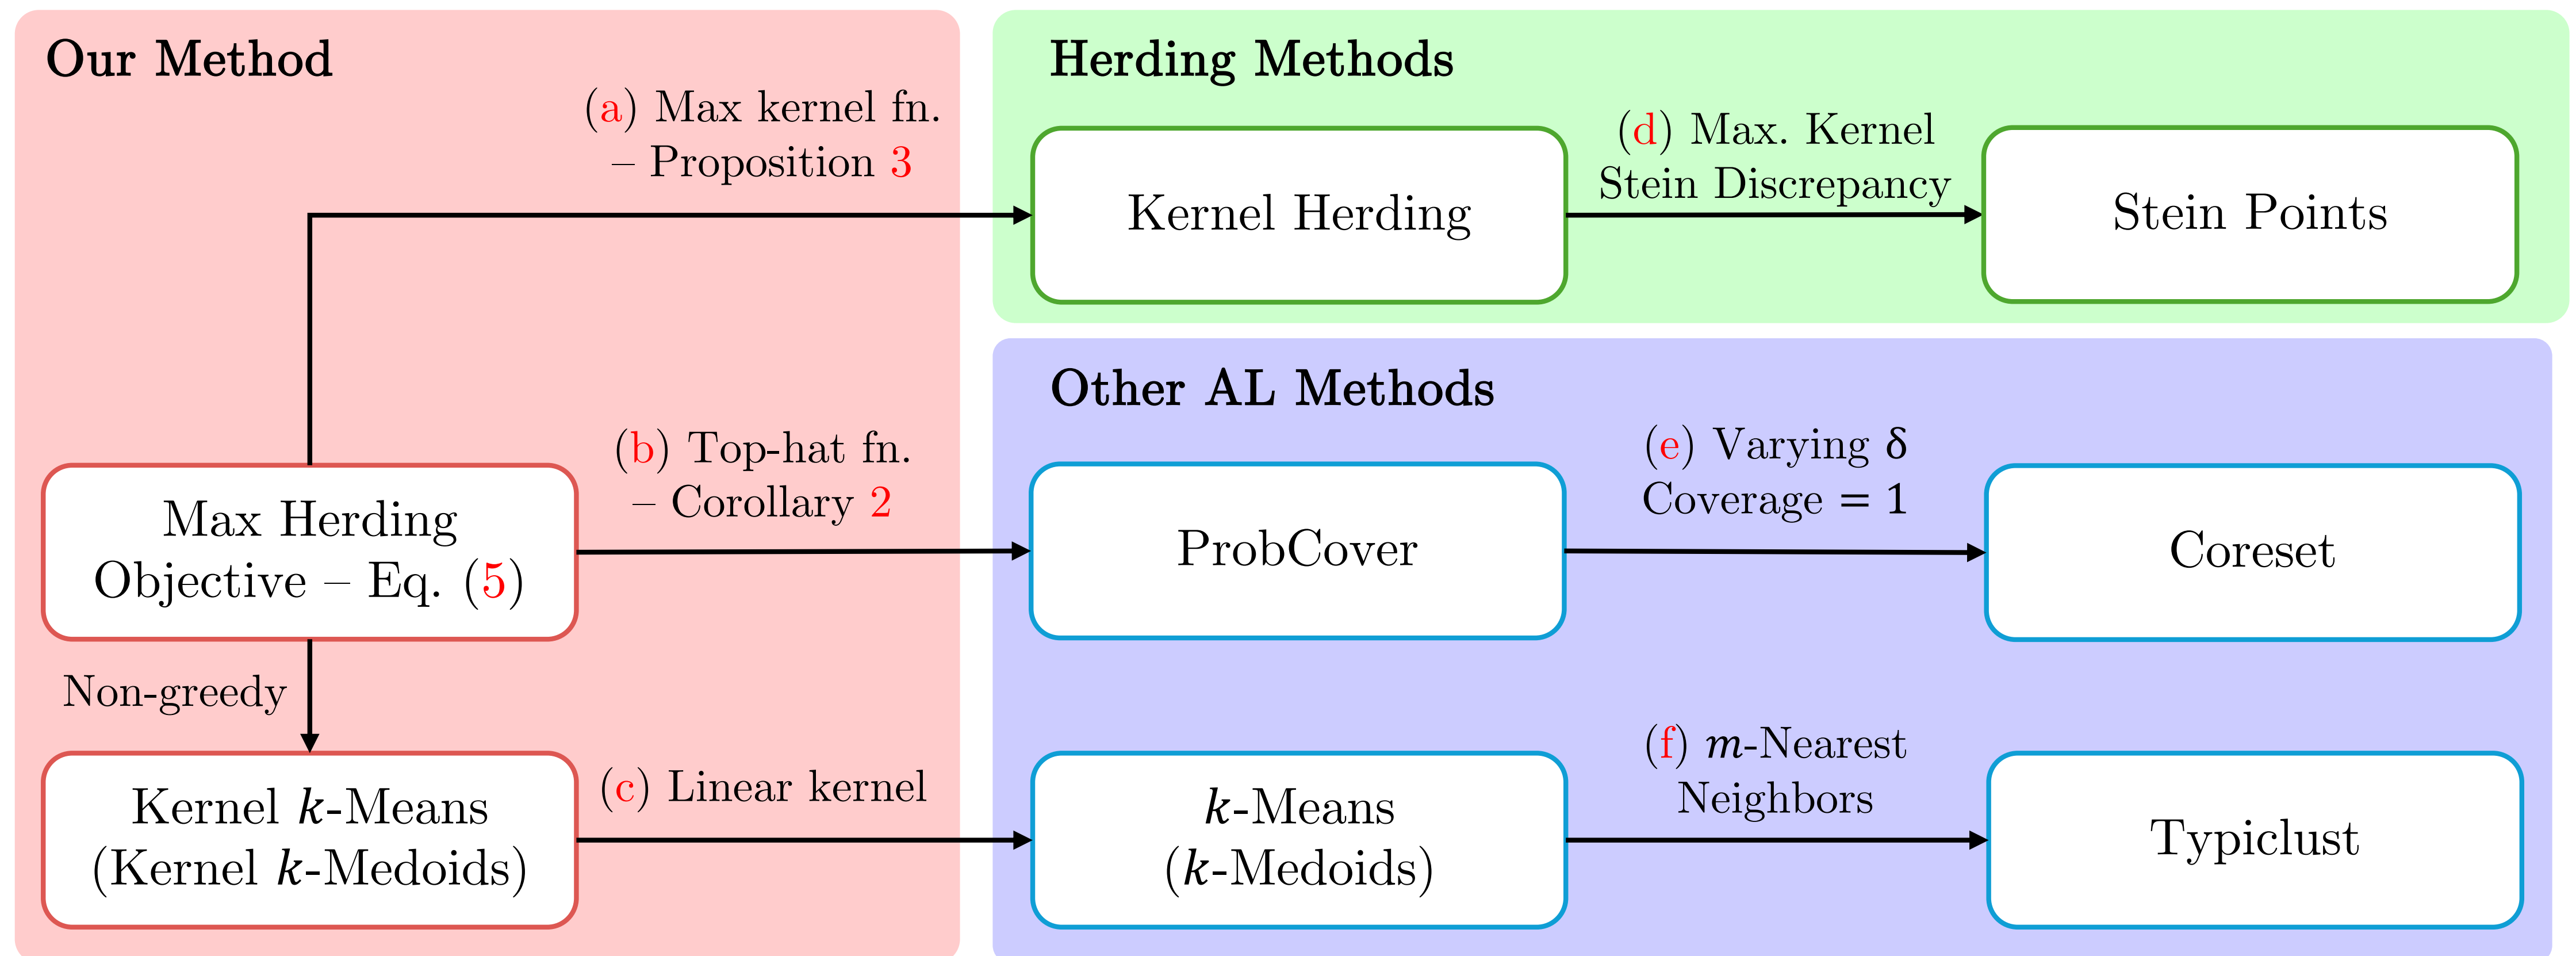 Our Method
(a) Max kernel fn.
– Proposition 3
Max Herding
Objective – Eq. (5)
(b) Top-hat fn.
– Corollary 2
Non-greedy
Kernel k-Means
(Kernel k-Medoids)
(c) Linear kernel
Herding Methods
Kernel Herding
(d) Max. Kernel
Stein Discrepancy
Stein Points
Other AL Methods
ProbCover
(e) Varying δ
Coverage = 1
Coreset
k-Means
(k-Medoids)
(f) m-Nearest
Neighbors
Typiclust